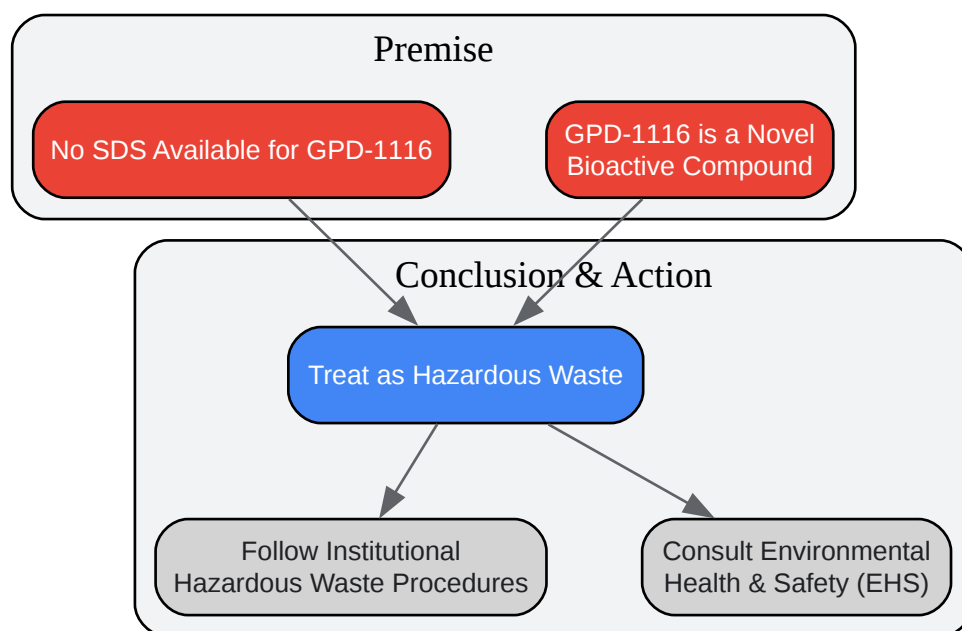 Premise
No SDS Available for GPD-1116
GPD-1116 is a Novel
Bioactive Compound
Conclusion & Action
Treat as Hazardous Waste
Follow Institutional
Hazardous Waste Procedures
Consult Environmental
Health & Safety (EHS)